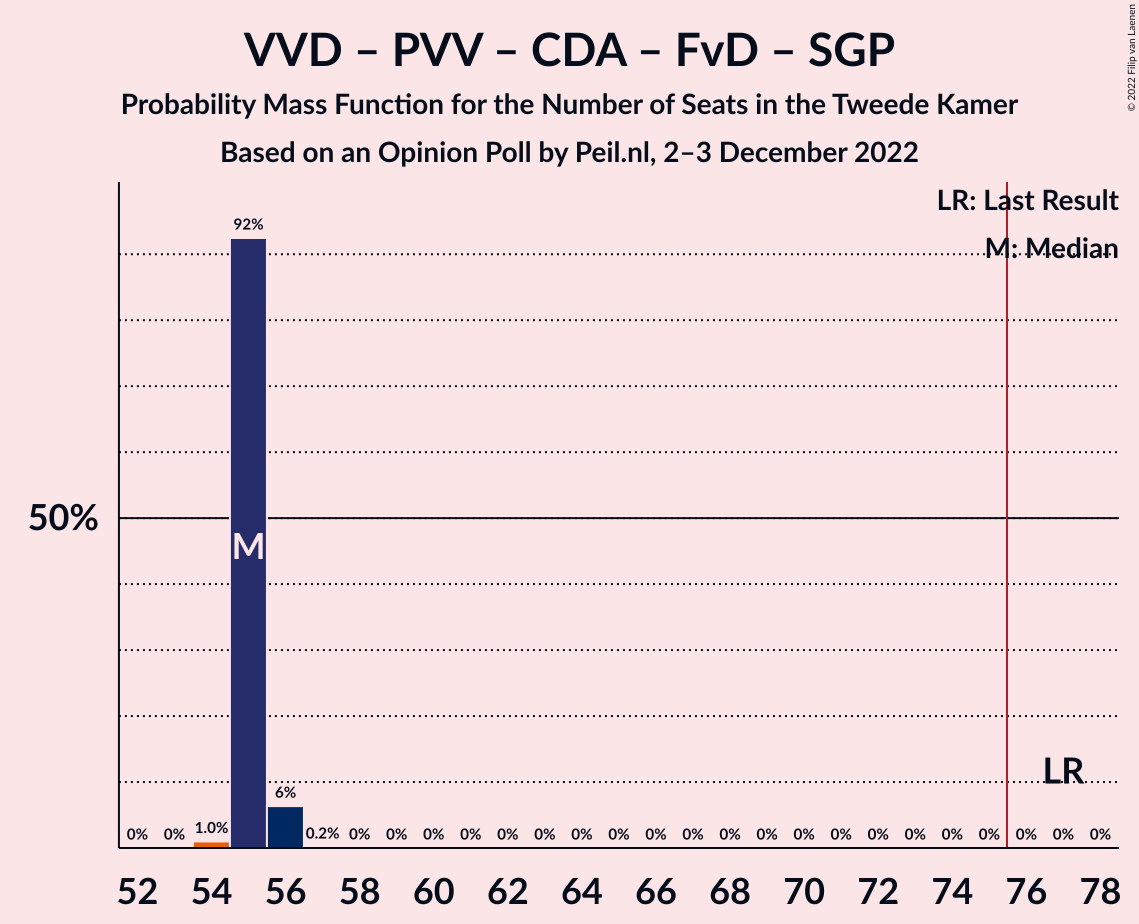 VVD – PVV – CDA – FvD – SGP
Probability Mass Function for the Number of Seats in the Tweede Kamer
Based on an Opinion Poll by Peil.nl, 2–3 December 2022
© 2022 Filip van Laenen
LR: Last Result
M: Median
92%
50%
M
LR
6%
0% 0% 1.0% 0.2% 0% 0% 0% 0% 0% 0% 0% 0% 0% 0% 0% 0% 0% 0% 0% 0% 0% 0% 0% 0% 0%
52 54 56 58 60 62 64 66 68 70 72 74 76 78